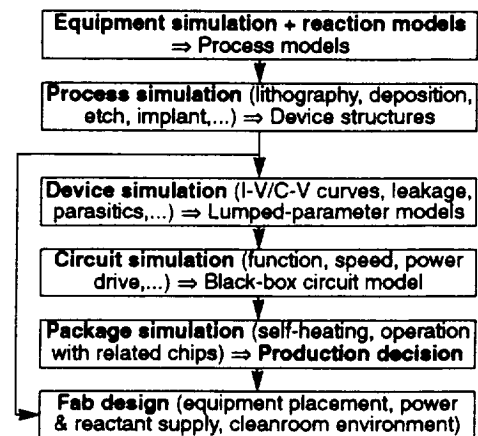 Equipment simulation + reaction models
⇒ Process models
Process simulation (lithography, deposition,
etch, implant,...) ⇒ Device structures
Device simulation (I-V/C-V curves, leakage,
parasitics,...) ⇒ Lumped-parameter models
Circuit simulation (function, speed, power
drive,...) ⇒ Black-box circuit model
Package simulation (self-heating, operation
with related chips) ⇒ Production decision
Fab design (equipment placement, power
& reactant supply, cleanroom environment)